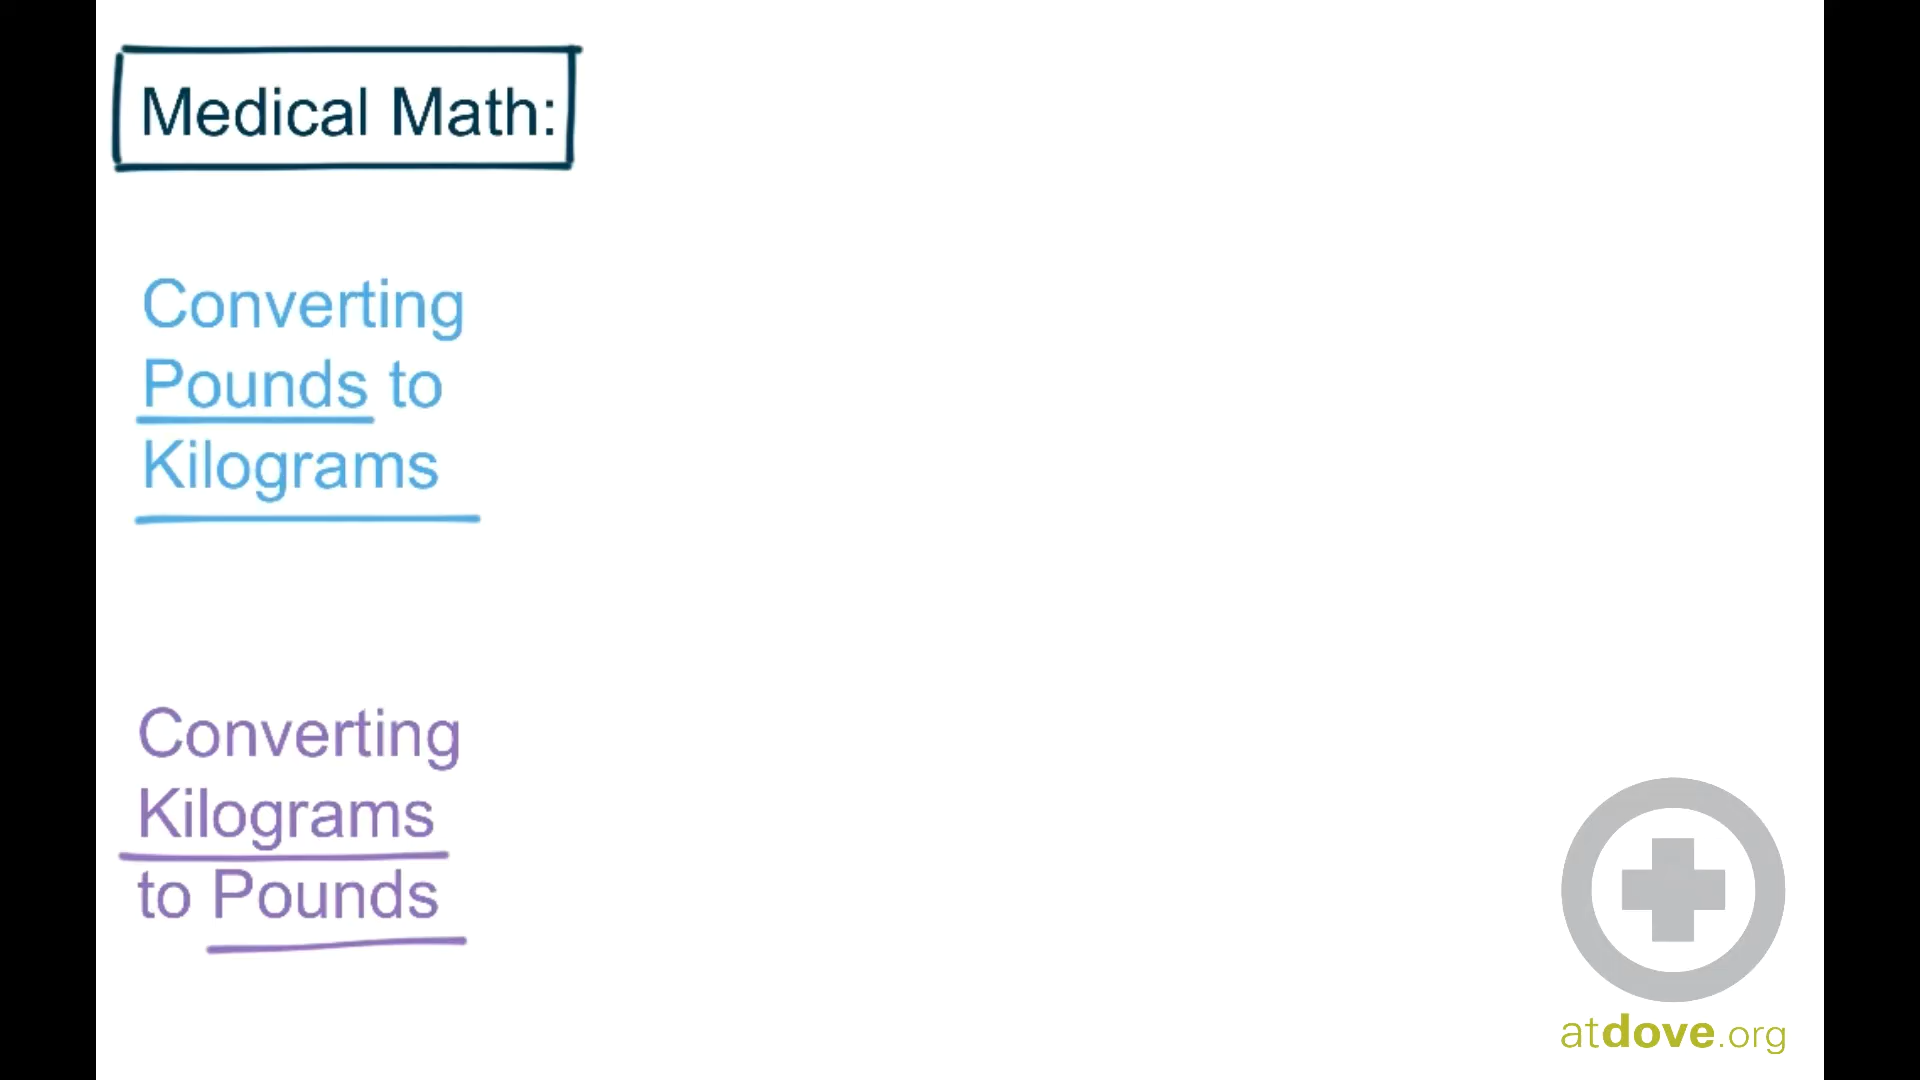 Medical Math:
Converting
Pounds to
Kilograms
Converting
Kilograms
to Pounds
atdove.org